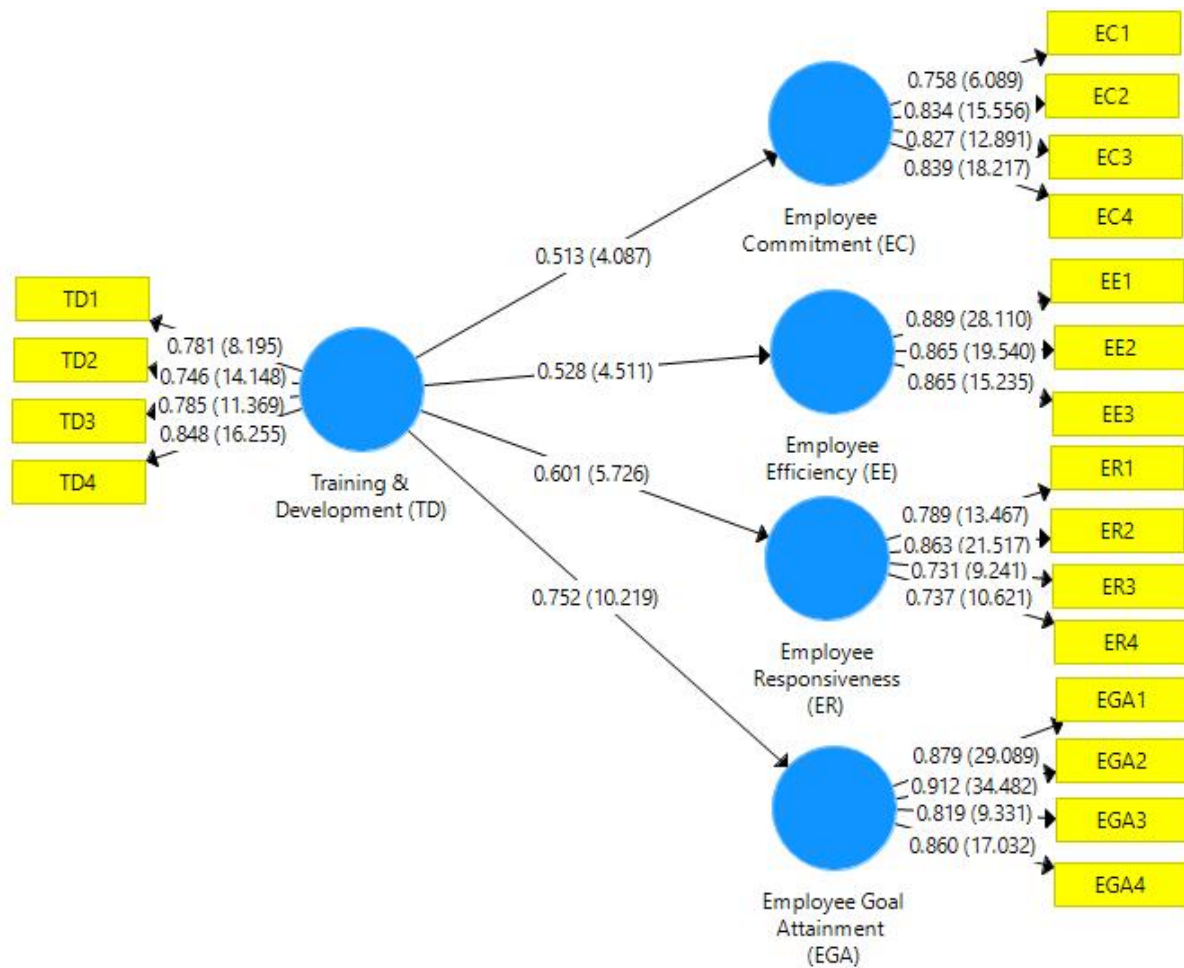 EC1
0.758 (6.089)
EC2
0.834 (15.556)
0.827 (12.891)
EC3
0.839 (18.217)
EC4
Employee
Commitment (EC)
0.513 (4.087)
TD1
0.781 (8.195)
TD2
0.746 (14.148)
0.785 (11.369)
TD3
0.848 (16.255)
TD4
Training &
Development (TD)
EE1
0.889 (28.110)
EE2
0.865 (19.540)
0.865 (15.235)
EE3
0.528 (4.511)
Employee
Efficiency (EE)
0.601 (5.726)
ER1
0.789 (13.467)
ER2
0.863 (21.517)
0.731 (9.241)
ER3
0.737 (10.621)
ER4
Employee
Responsiveness
(ER)
0.752 (10.219)
EGA1
0.879 (29.089)
EGA2
0.912 (34.482)
0.819 (9.331)
EGA3
0.860 (17.032)
EGA4
Employee Goal
Attainment
(EGA)